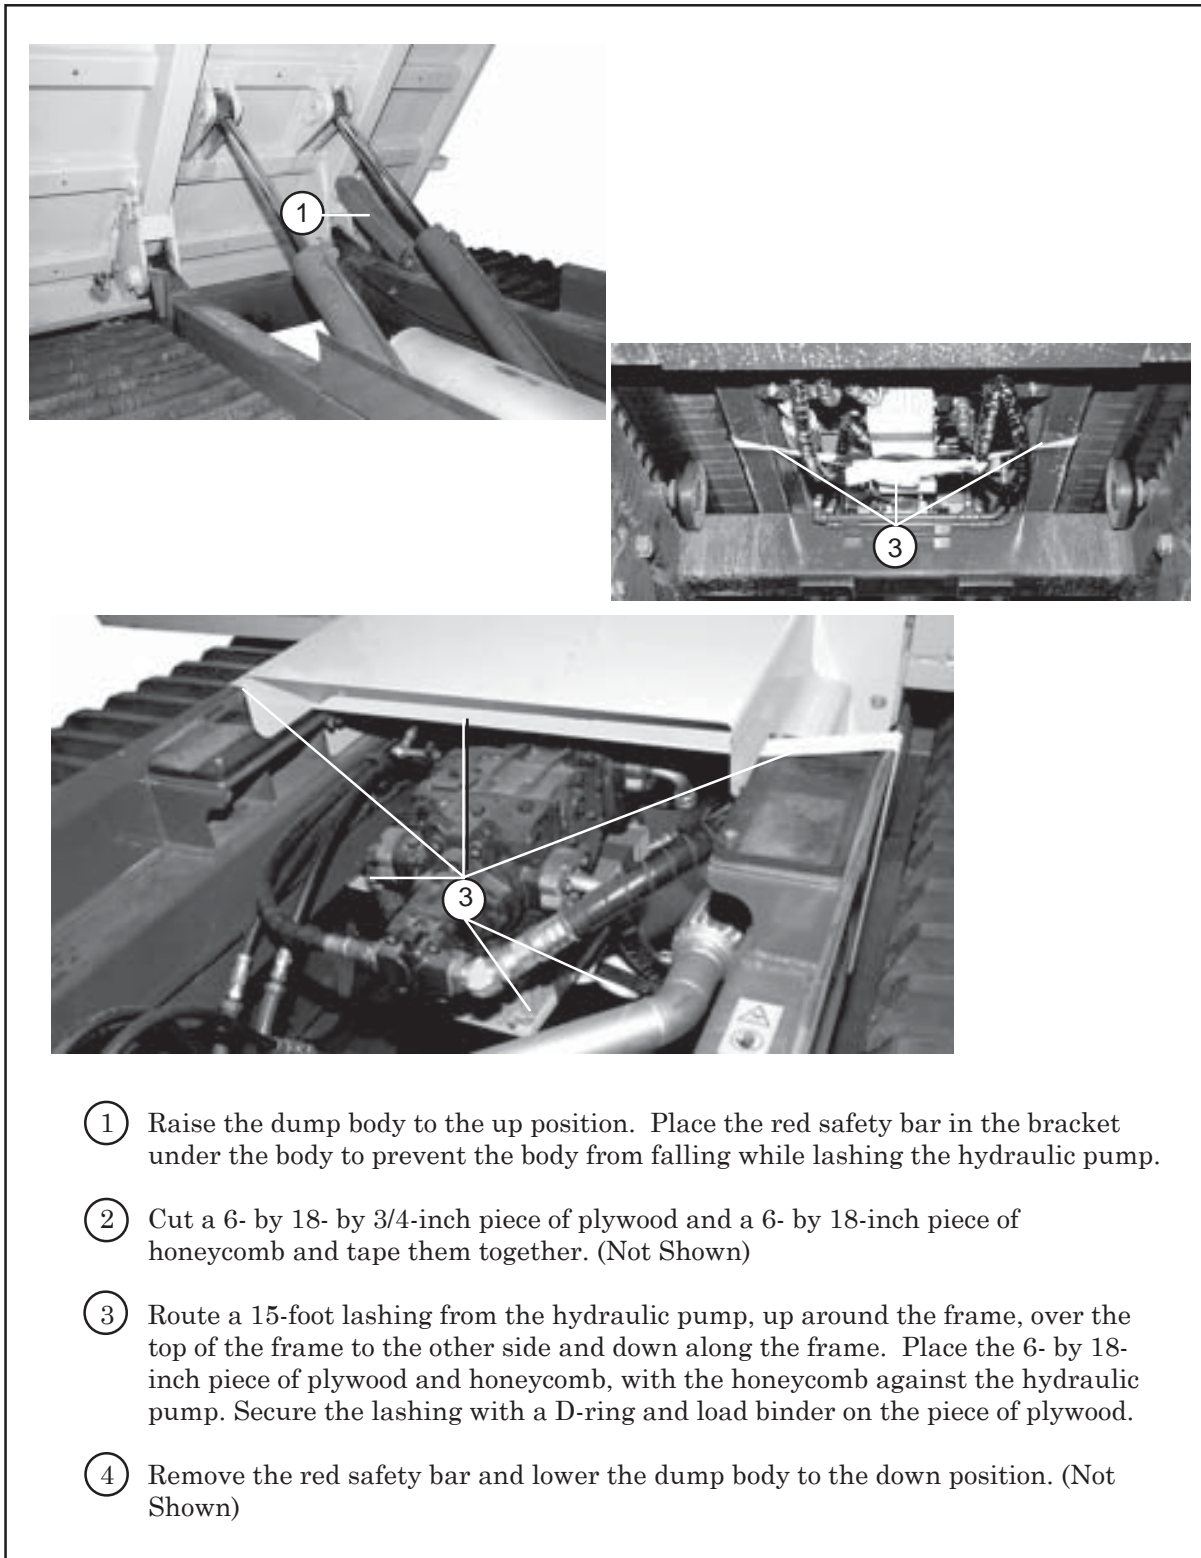 1
3
3
1 Raise the dump body to the up position. Place the red safety bar in the bracket
under the body to prevent the body from falling while lashing the hydraulic pump.
2 Cut a 6- by 18- by 3/4-inch piece of plywood and a 6- by 18-inch piece of
honeycomb and tape them together. (Not Shown)
3 Route a 15-foot lashing from the hydraulic pump, up around the frame, over the
top of the frame to the other side and down along the frame. Place the 6- by 18-
inch piece of plywood and honeycomb, with the honeycomb against the hydraulic
pump. Secure the lashing with a D-ring and load binder on the piece of plywood.
4 Remove the red safety bar and lower the dump body to the down position. (Not
Shown)